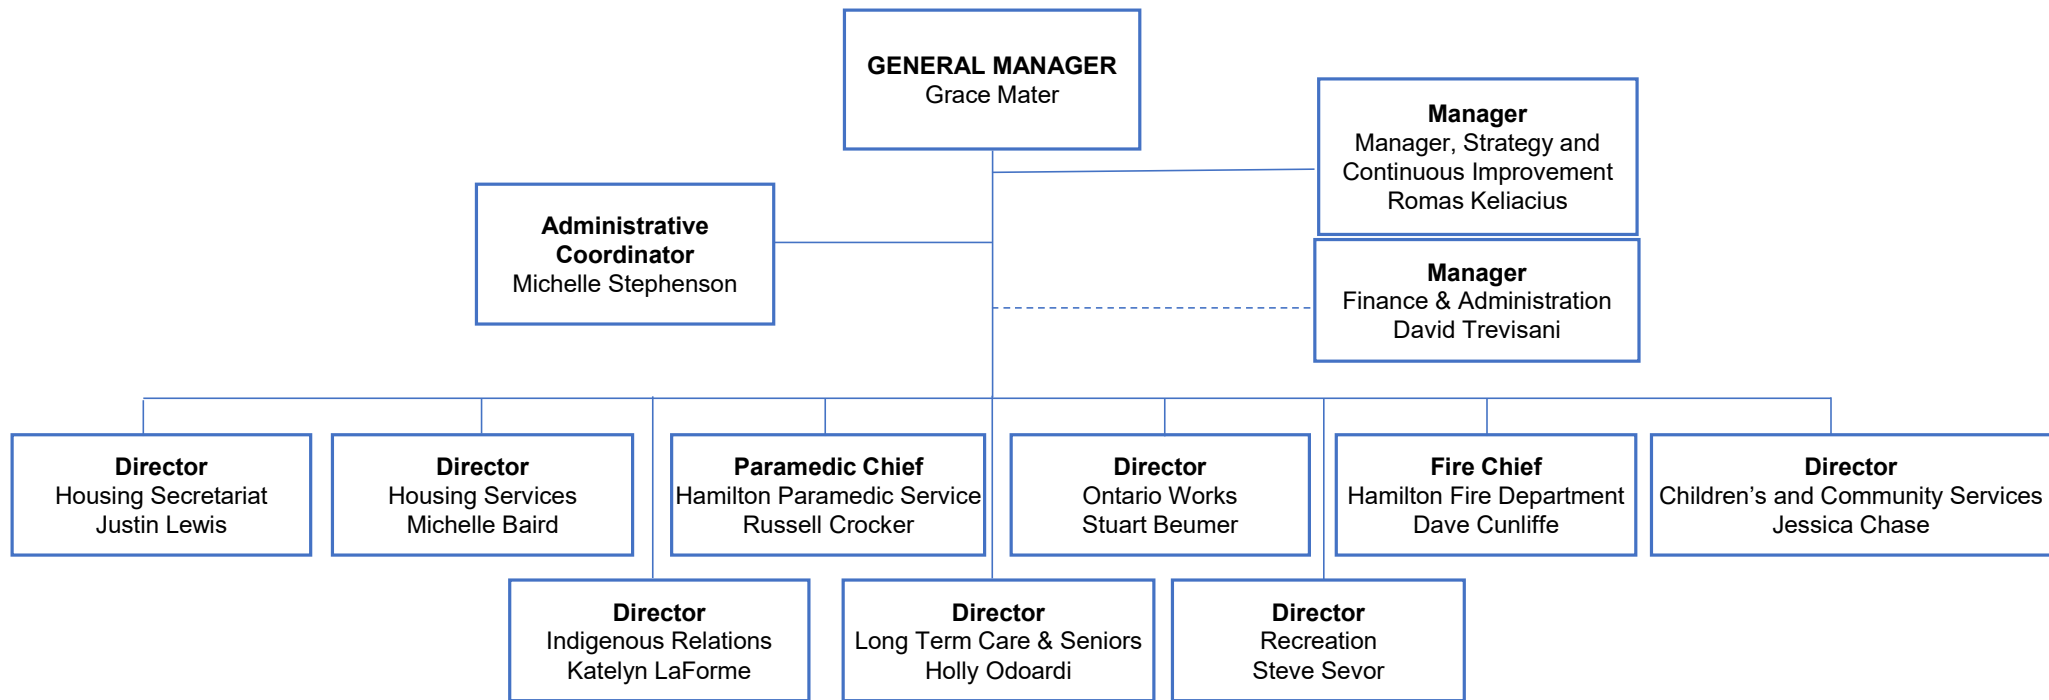 GENERAL MANAGER
Grace Mater
Manager
Manager, Strategy and
Continuous Improvement
Romas Keliacius
Administrative
Coordinator
Michelle Stephenson
Manager
Finance & Administration
David Trevisani
Director
Housing Secretariat
Justin Lewis
Director
Housing Services
Michelle Baird
Paramedic Chief
Hamilton Paramedic Service
Russell Crocker
Director
Ontario Works
Stuart Beumer
Fire Chief
Hamilton Fire Department
Dave Cunliffe
Director
Children’s and Community Services
Jessica Chase
Director
Indigenous Relations
Katelyn LaForme
Director
Long Term Care & Seniors
Holly Odoardi
Director
Recreation
Steve Sevor